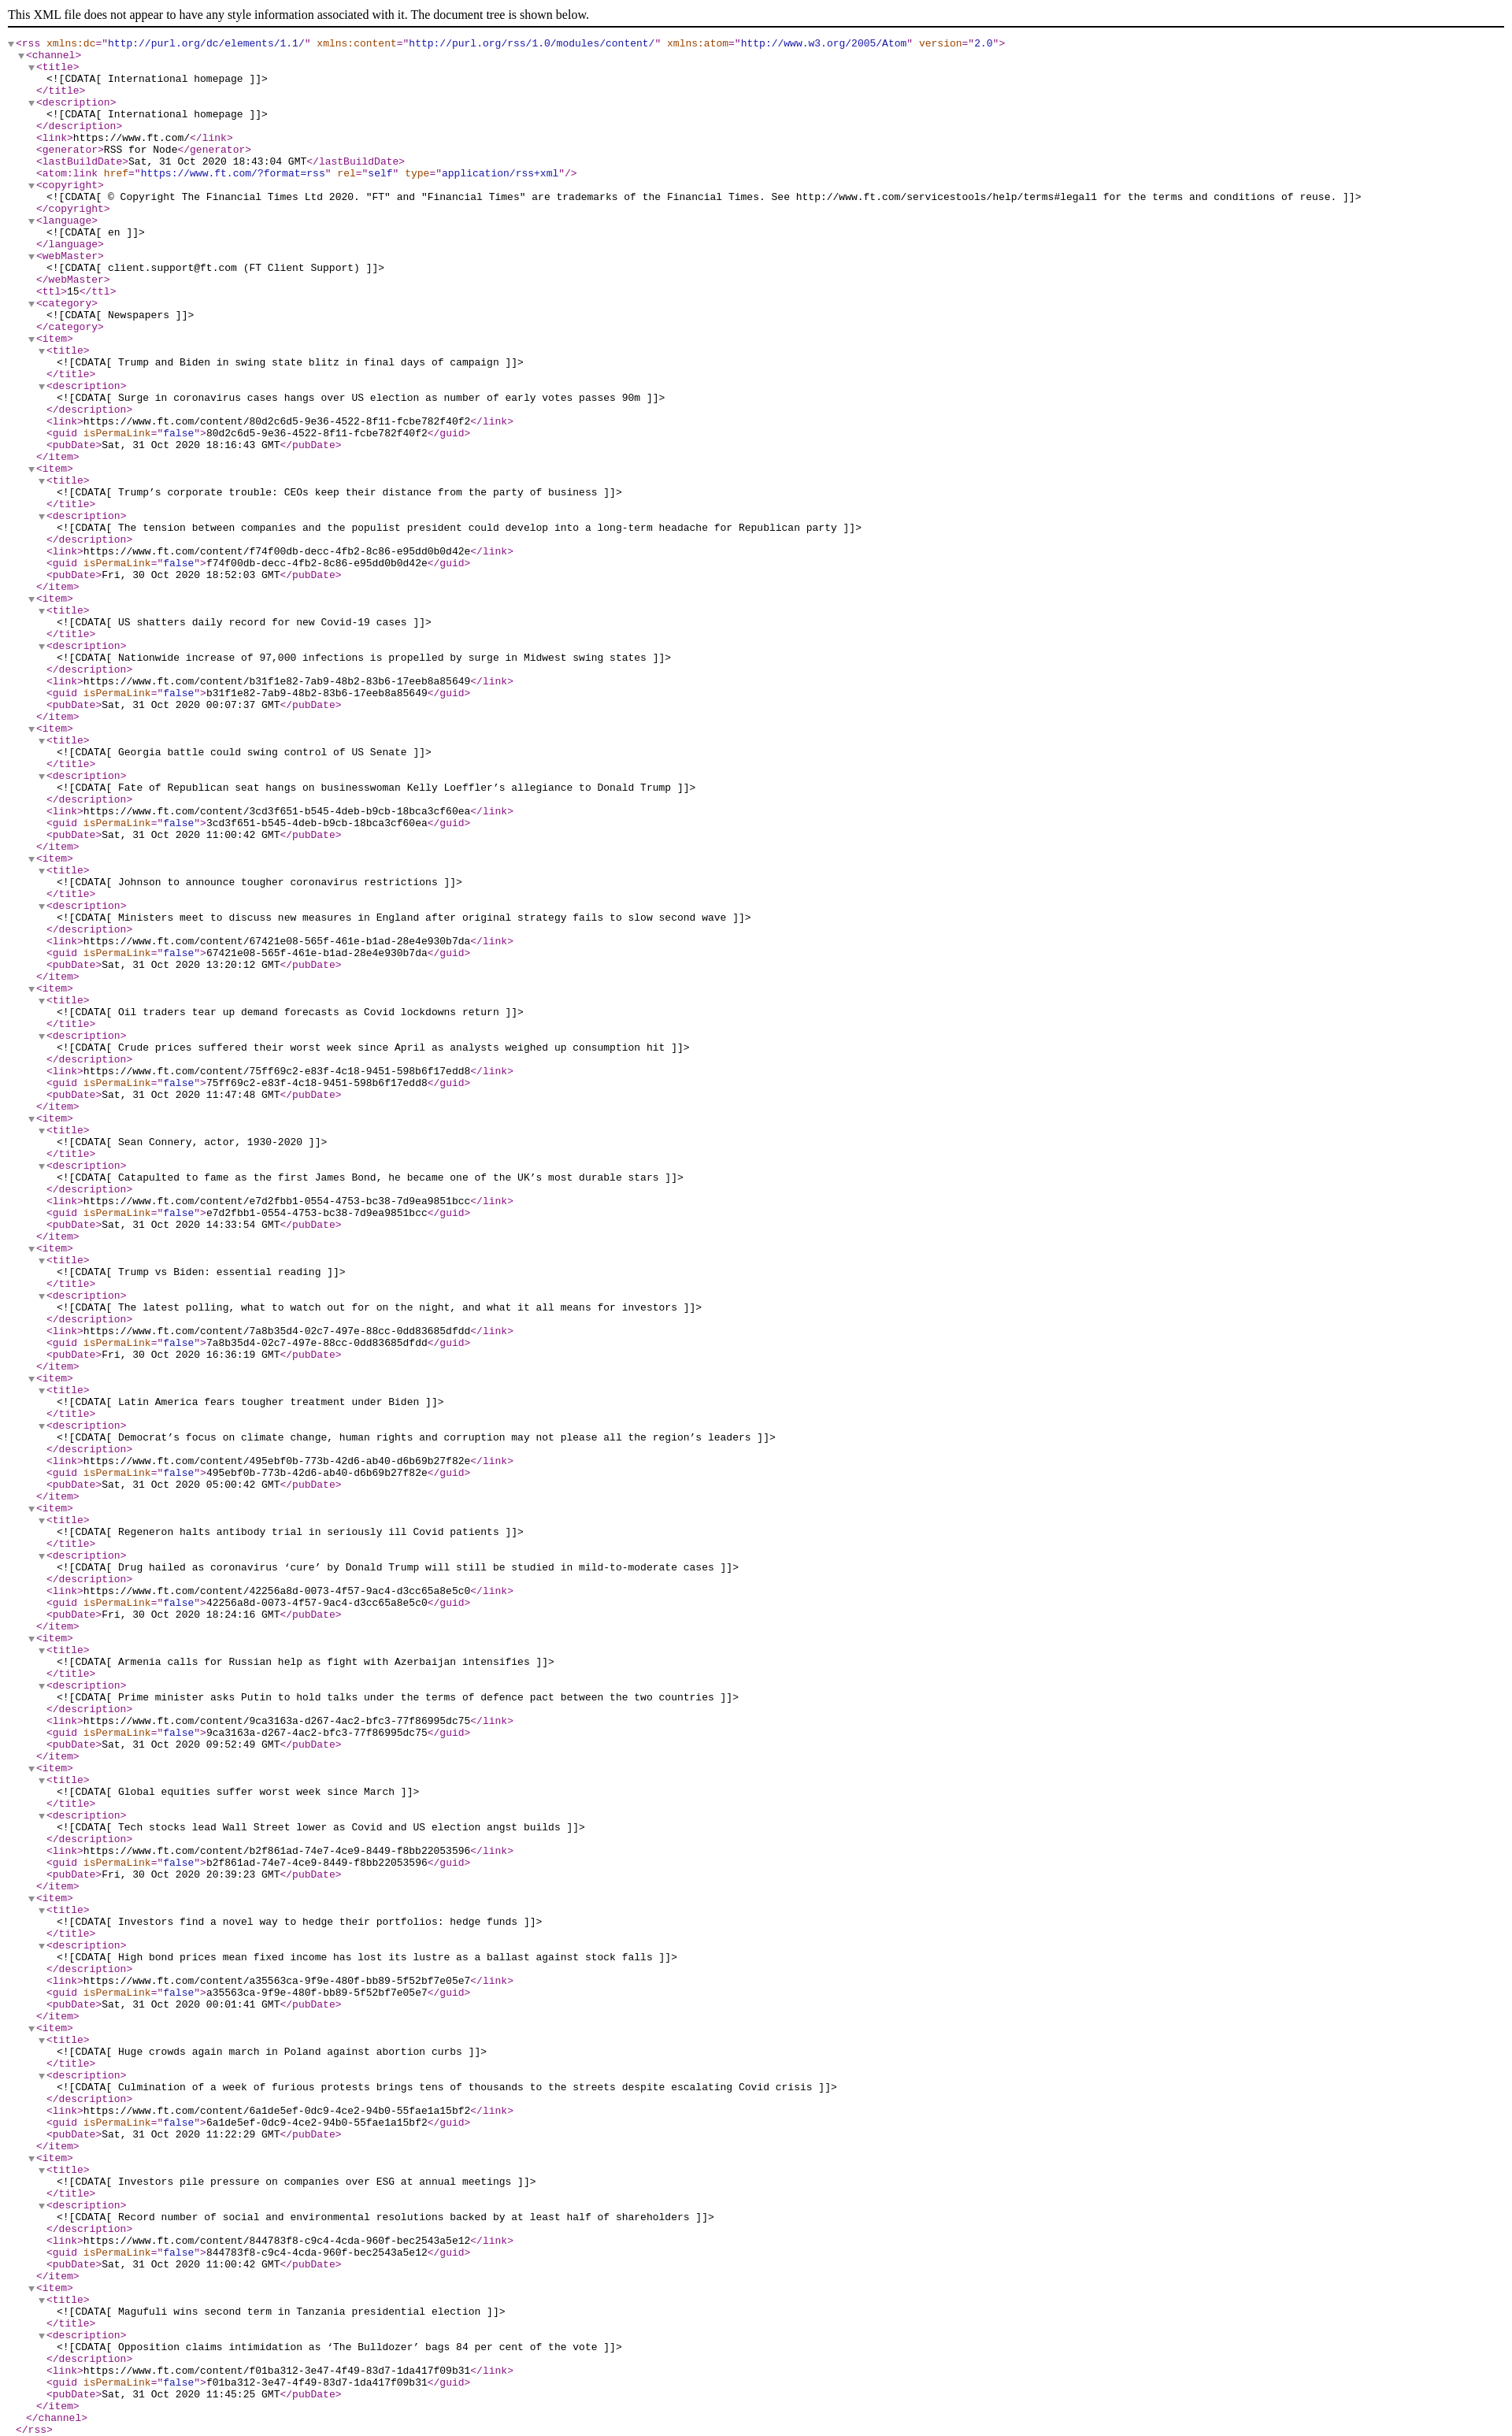 This XML file does not appear to have any style information associated with it. The document tree is shown below.
<rss xmlns:dc="http://purl.org/dc/elements/1.1/" xmlns:content="http://purl.org/rss/1.0/modules/content/" xmlns:atom="http://www.w3.org/2005/Atom" version="2.0">
<channel>
<title>
<![CDATA[ International homepage ]]>
</title>
<description>
<![CDATA[ International homepage ]]>
</description>
<link>https://www.ft.com/</link>
<generator>RSS for Node</generator>
<lastBuildDate>Sat, 31 Oct 2020 18:43:04 GMT</lastBuildDate>
<atom:link href="https://www.ft.com/?format=rss" rel="self" type="application/rss+xml"/>
<copyright>
<![CDATA[ © Copyright The Financial Times Ltd 2020. "FT" and "Financial Times" are trademarks of the Financial Times. See http://www.ft.com/servicestools/help/terms#legal1 for the terms and conditions of reuse. ]]>
</copyright>
<language>
<![CDATA[ en ]]>
</language>
<webMaster>
<![CDATA[ client.support@ft.com (FT Client Support) ]]>
</webMaster>
<ttl>15</ttl>
<category>
<![CDATA[ Newspapers ]]>
</category>
<item>
<title>
<![CDATA[ Trump and Biden in swing state blitz in final days of campaign ]]>
</title>
<description>
<![CDATA[ Surge in coronavirus cases hangs over US election as number of early votes passes 90m ]]>
</description>
<link>https://www.ft.com/content/80d2c6d5-9e36-4522-8f11-fcbe782f40f2</link>
<guid isPermaLink="false">80d2c6d5-9e36-4522-8f11-fcbe782f40f2</guid>
<pubDate>Sat, 31 Oct 2020 18:16:43 GMT</pubDate>
</item>
<item>
<title>
<![CDATA[ Trump’s corporate trouble: CEOs keep their distance from the party of business ]]>
</title>
<description>
<![CDATA[ The tension between companies and the populist president could develop into a long-term headache for Republican party ]]>
</description>
<link>https://www.ft.com/content/f74f00db-decc-4fb2-8c86-e95dd0b0d42e</link>
<guid isPermaLink="false">f74f00db-decc-4fb2-8c86-e95dd0b0d42e</guid>
<pubDate>Fri, 30 Oct 2020 18:52:03 GMT</pubDate>
</item>
<item>
<title>
<![CDATA[ US shatters daily record for new Covid-19 cases ]]>
</title>
<description>
<![CDATA[ Nationwide increase of 97,000 infections is propelled by surge in Midwest swing states ]]>
</description>
<link>https://www.ft.com/content/b31f1e82-7ab9-48b2-83b6-17eeb8a85649</link>
<guid isPermaLink="false">b31f1e82-7ab9-48b2-83b6-17eeb8a85649</guid>
<pubDate>Sat, 31 Oct 2020 00:07:37 GMT</pubDate>
</item>
<item>
<title>
<![CDATA[ Georgia battle could swing control of US Senate ]]>
</title>
<description>
<![CDATA[ Fate of Republican seat hangs on businesswoman Kelly Loeffler’s allegiance to Donald Trump ]]>
</description>
<link>https://www.ft.com/content/3cd3f651-b545-4deb-b9cb-18bca3cf60ea</link>
<guid isPermaLink="false">3cd3f651-b545-4deb-b9cb-18bca3cf60ea</guid>
<pubDate>Sat, 31 Oct 2020 11:00:42 GMT</pubDate>
</item>
<item>
<title>
<![CDATA[ Johnson to announce tougher coronavirus restrictions ]]>
</title>
<description>
<![CDATA[ Ministers meet to discuss new measures in England after original strategy fails to slow second wave ]]>
</description>
<link>https://www.ft.com/content/67421e08-565f-461e-b1ad-28e4e930b7da</link>
<guid isPermaLink="false">67421e08-565f-461e-b1ad-28e4e930b7da</guid>
<pubDate>Sat, 31 Oct 2020 13:20:12 GMT</pubDate>
</item>
<item>
<title>
<![CDATA[ Oil traders tear up demand forecasts as Covid lockdowns return ]]>
</title>
<description>
<![CDATA[ Crude prices suffered their worst week since April as analysts weighed up consumption hit ]]>
</description>
<link>https://www.ft.com/content/75ff69c2-e83f-4c18-9451-598b6f17edd8</link>
<guid isPermaLink="false">75ff69c2-e83f-4c18-9451-598b6f17edd8</guid>
<pubDate>Sat, 31 Oct 2020 11:47:48 GMT</pubDate>
</item>
<item>
<title>
<![CDATA[ Sean Connery, actor, 1930-2020 ]]>
</title>
<description>
<![CDATA[ Catapulted to fame as the first James Bond, he became one of the UK’s most durable stars ]]>
</description>
<link>https://www.ft.com/content/e7d2fbb1-0554-4753-bc38-7d9ea9851bcc</link>
<guid isPermaLink="false">e7d2fbb1-0554-4753-bc38-7d9ea9851bcc</guid>
<pubDate>Sat, 31 Oct 2020 14:33:54 GMT</pubDate>
</item>
<item>
<title>
<![CDATA[ Trump vs Biden: essential reading ]]>
</title>
<description>
<![CDATA[ The latest polling, what to watch out for on the night, and what it all means for investors ]]>
</description>
<link>https://www.ft.com/content/7a8b35d4-02c7-497e-88cc-0dd83685dfdd</link>
<guid isPermaLink="false">7a8b35d4-02c7-497e-88cc-0dd83685dfdd</guid>
<pubDate>Fri, 30 Oct 2020 16:36:19 GMT</pubDate>
</item>
<item>
<title>
<![CDATA[ Latin America fears tougher treatment under Biden ]]>
</title>
<description>
<![CDATA[ Democrat’s focus on climate change, human rights and corruption may not please all the region’s leaders ]]>
</description>
<link>https://www.ft.com/content/495ebf0b-773b-42d6-ab40-d6b69b27f82e</link>
<guid isPermaLink="false">495ebf0b-773b-42d6-ab40-d6b69b27f82e</guid>
<pubDate>Sat, 31 Oct 2020 05:00:42 GMT</pubDate>
</item>
<item>
<title>
<![CDATA[ Regeneron halts antibody trial in seriously ill Covid patients ]]>
</title>
<description>
<![CDATA[ Drug hailed as coronavirus ‘cure’ by Donald Trump will still be studied in mild-to-moderate cases ]]>
</description>
<link>https://www.ft.com/content/42256a8d-0073-4f57-9ac4-d3cc65a8e5c0</link>
<guid isPermaLink="false">42256a8d-0073-4f57-9ac4-d3cc65a8e5c0</guid>
<pubDate>Fri, 30 Oct 2020 18:24:16 GMT</pubDate>
</item>
<item>
<title>
<![CDATA[ Armenia calls for Russian help as fight with Azerbaijan intensifies ]]>
</title>
<description>
<![CDATA[ Prime minister asks Putin to hold talks under the terms of defence pact between the two countries ]]>
</description>
<link>https://www.ft.com/content/9ca3163a-d267-4ac2-bfc3-77f86995dc75</link>
<guid isPermaLink="false">9ca3163a-d267-4ac2-bfc3-77f86995dc75</guid>
<pubDate>Sat, 31 Oct 2020 09:52:49 GMT</pubDate>
</item>
<item>
<title>
<![CDATA[ Global equities suffer worst week since March ]]>
</title>
<description>
<![CDATA[ Tech stocks lead Wall Street lower as Covid and US election angst builds ]]>
</description>
<link>https://www.ft.com/content/b2f861ad-74e7-4ce9-8449-f8bb22053596</link>
<guid isPermaLink="false">b2f861ad-74e7-4ce9-8449-f8bb22053596</guid>
<pubDate>Fri, 30 Oct 2020 20:39:23 GMT</pubDate>
</item>
<item>
<title>
<![CDATA[ Investors find a novel way to hedge their portfolios: hedge funds ]]>
</title>
<description>
<![CDATA[ High bond prices mean fixed income has lost its lustre as a ballast against stock falls ]]>
</description>
<link>https://www.ft.com/content/a35563ca-9f9e-480f-bb89-5f52bf7e05e7</link>
<guid isPermaLink="false">a35563ca-9f9e-480f-bb89-5f52bf7e05e7</guid>
<pubDate>Sat, 31 Oct 2020 00:01:41 GMT</pubDate>
</item>
<item>
<title>
<![CDATA[ Huge crowds again march in Poland against abortion curbs ]]>
</title>
<description>
<![CDATA[ Culmination of a week of furious protests brings tens of thousands to the streets despite escalating Covid crisis ]]>
</description>
<link>https://www.ft.com/content/6a1de5ef-0dc9-4ce2-94b0-55fae1a15bf2</link>
<guid isPermaLink="false">6a1de5ef-0dc9-4ce2-94b0-55fae1a15bf2</guid>
<pubDate>Sat, 31 Oct 2020 11:22:29 GMT</pubDate>
</item>
<item>
<title>
<![CDATA[ Investors pile pressure on companies over ESG at annual meetings ]]>
</title>
<description>
<![CDATA[ Record number of social and environmental resolutions backed by at least half of shareholders ]]>
</description>
<link>https://www.ft.com/content/844783f8-c9c4-4cda-960f-bec2543a5e12</link>
<guid isPermaLink="false">844783f8-c9c4-4cda-960f-bec2543a5e12</guid>
<pubDate>Sat, 31 Oct 2020 11:00:42 GMT</pubDate>
</item>
<item>
<title>
<![CDATA[ Magufuli wins second term in Tanzania presidential election ]]>
</title>
<description>
<![CDATA[ Opposition claims intimidation as ‘The Bulldozer’ bags 84 per cent of the vote ]]>
</description>
<link>https://www.ft.com/content/f01ba312-3e47-4f49-83d7-1da417f09b31</link>
<guid isPermaLink="false">f01ba312-3e47-4f49-83d7-1da417f09b31</guid>
<pubDate>Sat, 31 Oct 2020 11:45:25 GMT</pubDate>
</item>
</channel>
</rss>